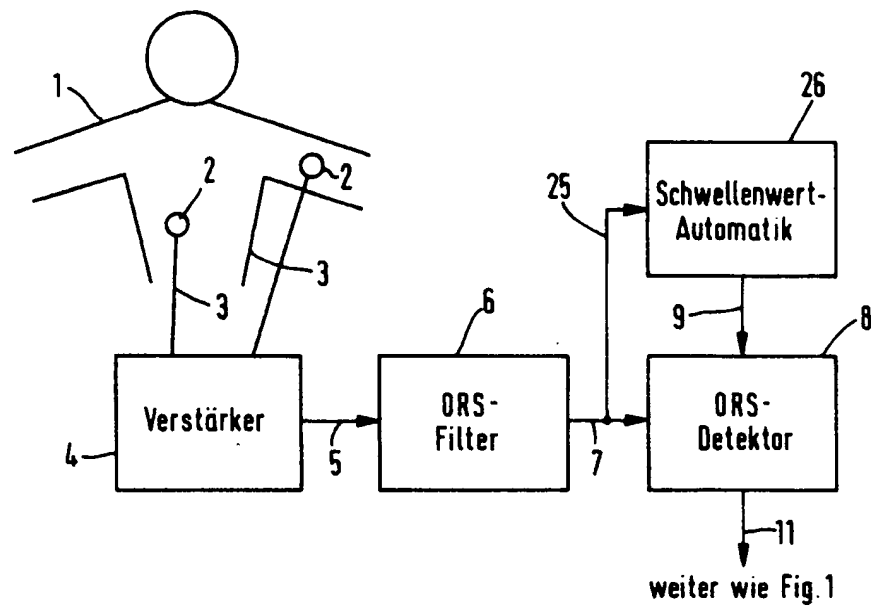 1
26
2
2
25
Schwellenwert-
Automatik
3
3
6
9
8
Verstärker
ORS-
Filter
ORS-
Detektor
4
5
7
11
weiter wie Fig.1